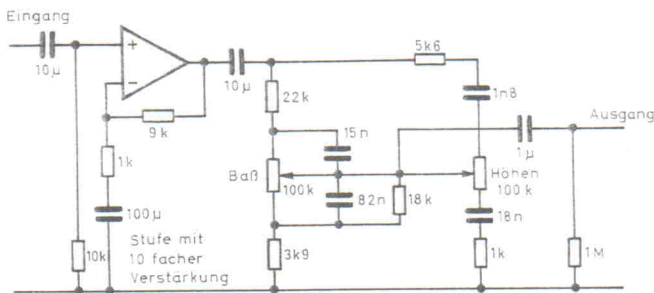 Eingang
10µ
+
−
9k
1k
100µ
10k
Stufe mit
10 facher
Verstärkung
10µ
22k
15n
Baß
100k
82n
18k
3k9
5k6
1n8
Ausgang
1µ
Höhen
100k
18n
1k
1M